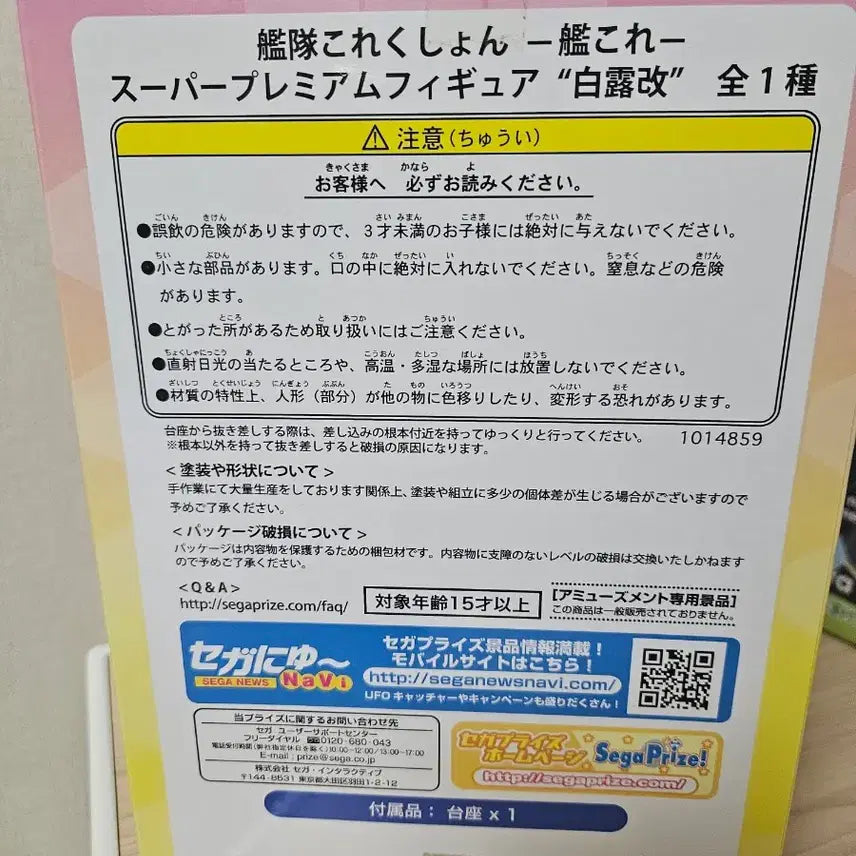 艦隊これくしょん －艦これ－
スーパープレミアムフィギュア “白露改” 全1種
⚠ 注意(ちゅうい)
お客様へ 必ずお読みください。
●誤飲の危険がありますので、3才未満のお子様には絶対に与えないでください。
●小さな部品があります。口の中に絶対に入れないでください。窒息などの危険
があります。
●とがった所があるため取り扱いにはご注意ください。
●直射日光の当たるところや、高温・多湿な場所には放置しないでください。
●材質の特性上、人形（部分）が他の物に色移りしたり、変形する恐れがあります。
台座から抜き差しする際は、差し込みの根本付近を持ってゆっくりと行ってください。 1014859
※根本以外を持って抜き差しすると破損の原因になります。
＜塗装や形状について＞
手作業にて大量生産をしております関係上、塗装や組立に多少の個体差が生じる場合がございますので
予めご了承ください。
＜パッケージ破損について＞
パッケージは内容物を保護するための梱包材です。内容物に支障のないレベルの破損は交換いたしかねます
ので予めご了承ください。
＜Q&A＞
http://segaprize.com/faq/
対象年齢15才以上
[アミューズメント専用景品]
この商品は一般販売されておりません。
セガにゅ～
SEGA NEWS NaVi
セガプライズ景品情報満載！
モバイルサイトはこちら！
http://seganewsnavi.com/
UFOキャッチャーやキャンペーンも盛りだくさん！
当プライズに関するお問い合わせ先
セガ ユーザーサポートセンター
フリーダイヤル 0120-680-043
電話受付時間(弊社指定休日を除く)10:00-12:00/13:00-17:00
E-mail : prize@sega.co.jp
株式会社 セガ・インタラクティブ
〒144-8531 東京都大田区羽田1-2-12
セガプライズ
ホームページ
SegaPrize!
http://segaprize.com/
付属品： 台座 x 1